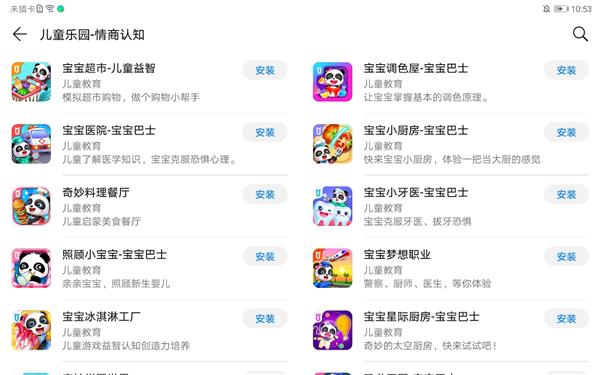 未插卡
10:53
儿童乐园-情商认知
宝宝超市-儿童益智
儿童教育
模拟超市购物，做个购物小帮手
安装
宝宝调色屋-宝宝巴士
儿童教育
让宝宝掌握基本的调色原理。
安装
宝宝医院-宝宝巴士
儿童教育
儿童了解医学知识，宝宝克服恐惧心理。
安装
宝宝小厨房-宝宝巴士
儿童教育
快来宝宝小厨房，体验一把当大厨的感觉
安装
奇妙料理餐厅
儿童教育
儿童启蒙美食餐厅
安装
宝宝小牙医-宝宝巴士
儿童教育
宝宝克服牙医、拔牙恐惧
安装
照顾小宝宝-宝宝巴士
儿童教育
亲亲宝宝，照顾新生婴儿
安装
宝宝梦想职业
儿童教育
警察、厨师、医生，等你体验
安装
宝宝冰淇淋工厂
儿童教育
儿童游戏益智认知创造力培养
安装
宝宝星际厨房-宝宝巴士
儿童教育
奇妙的太空厨房，快来试试吧！
安装